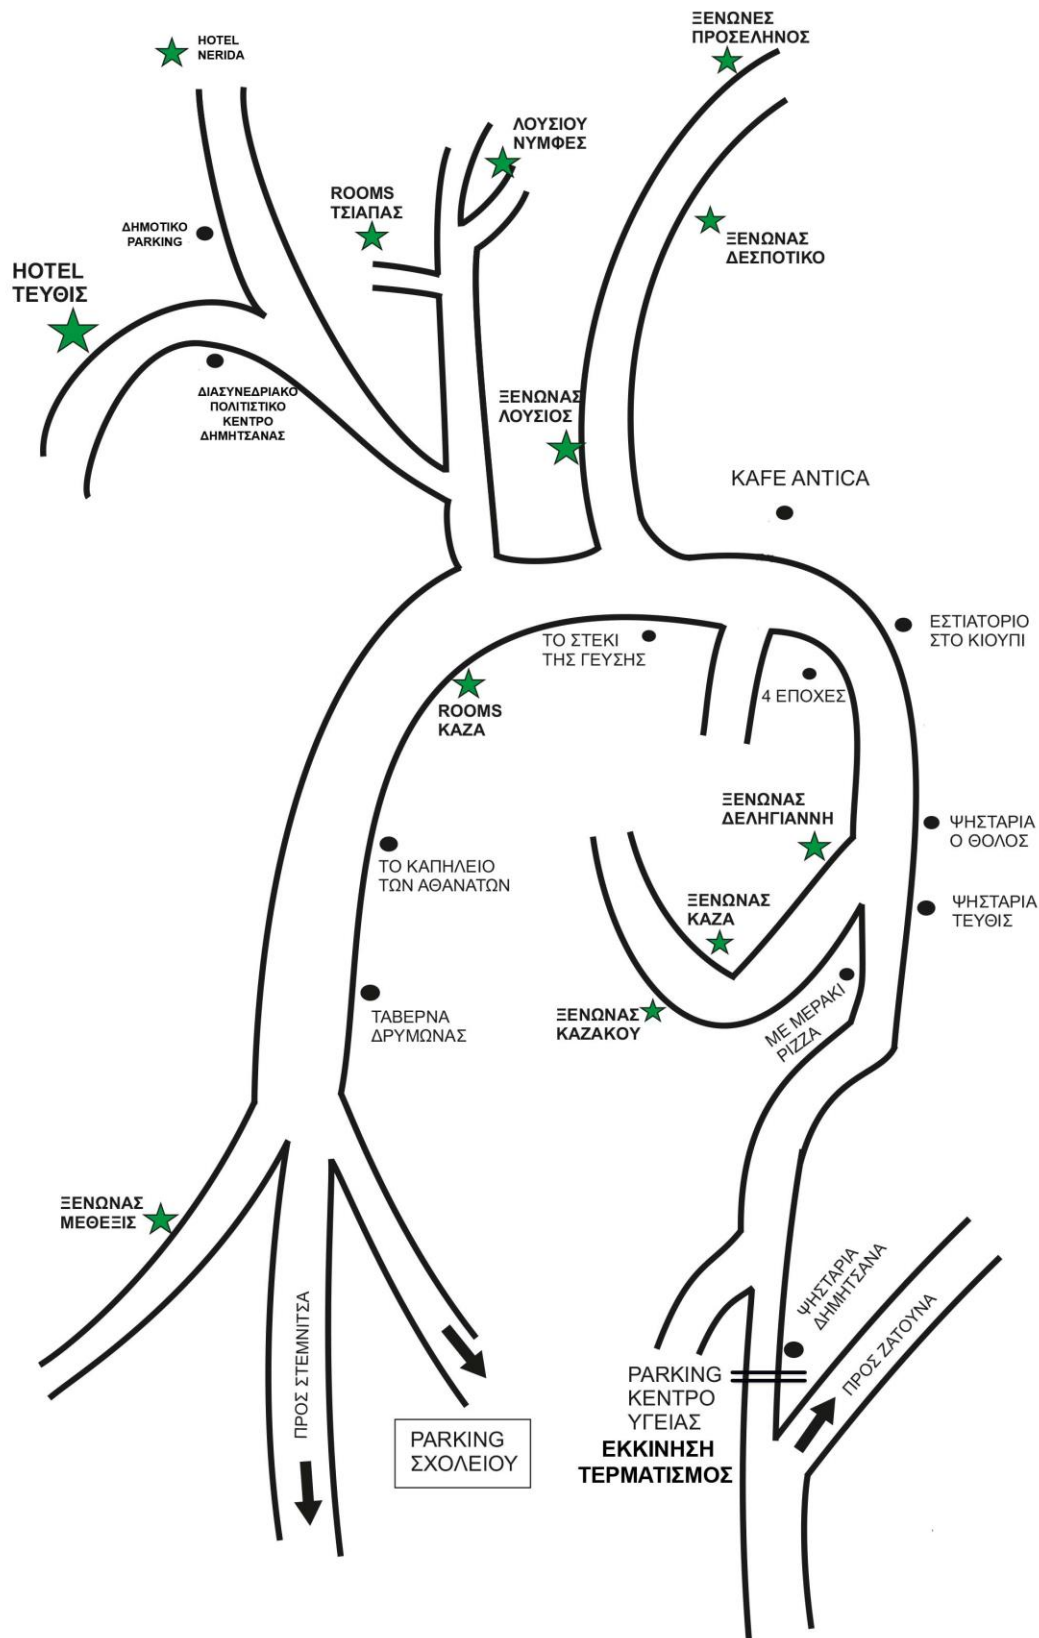 HOTEL
NERIDA
ΞΕΝΩΝΕΣ
ΠΡΟΣΕΛΗΝΟΣ
ΛΟΥΣΙΟΥ
ΝΥΜΦΕΣ
ROOMS
ΤΣΙΑΠΑΣ
ΔΗΜΟΤΙΚΟ
PARKING
ΞΕΝΩΝΑΣ
ΔΕΣΠΟΤΙΚΟ
HOTEL
ΤΕΥΘΙΣ
ΔΙΑΣΥΝΕΔΡΙΑΚΟ
ΠΟΛΙΤΙΣΤΙΚΟ
ΚΕΝΤΡΟ
ΔΗΜΗΤΣΑΝΑΣ
ΞΕΝΩΝΑΣ
ΛΟΥΣΙΟΣ
KAFE ANTICA
ΕΣΤΙΑΤΟΡΙΟ
ΣΤΟ ΚΙΟΥΠΙ
ΤΟ ΣΤΕΚΙ
ΤΗΣ ΓΕΥΣΗΣ
4 ΕΠΟΧΕΣ
ROOMS
ΚΑΖΑ
ΞΕΝΩΝΑΣ
ΔΕΛΗΓΙΑΝΝΗ
ΨΗΣΤΑΡΙΑ
Ο ΘΟΛΟΣ
ΤΟ ΚΑΠΗΛΕΙΟ
ΤΩΝ ΑΘΑΝΑΤΩΝ
ΞΕΝΩΝΑΣ
ΚΑΖΑ
ΨΗΣΤΑΡΙΑ
ΤΕΥΘΙΣ
ΤΑΒΕΡΝΑ
ΔΡΥΜΩΝΑΣ
ΞΕΝΩΝΑΣ
ΚΑΖΑΚΟΥ
ΜΕ ΜΕΡΑΚΙ
PIZZA
ΞΕΝΩΝΑΣ
ΜΕΘΕΞΙΣ
ΨΗΣΤΑΡΙΑ
ΔΗΜΗΤΣΑΝΑ
ΠΡΟΣ ΖΑΤΟΥΝΑ
ΠΡΟΣ ΣΤΕΜΝΙΤΣΑ
PARKING
ΚΕΝΤΡΟ
ΥΓΕΙΑΣ
ΕΚΚΙΝΗΣΗ
ΤΕΡΜΑΤΙΣΜΟΣ
PARKING
ΣΧΟΛΕΙΟΥ